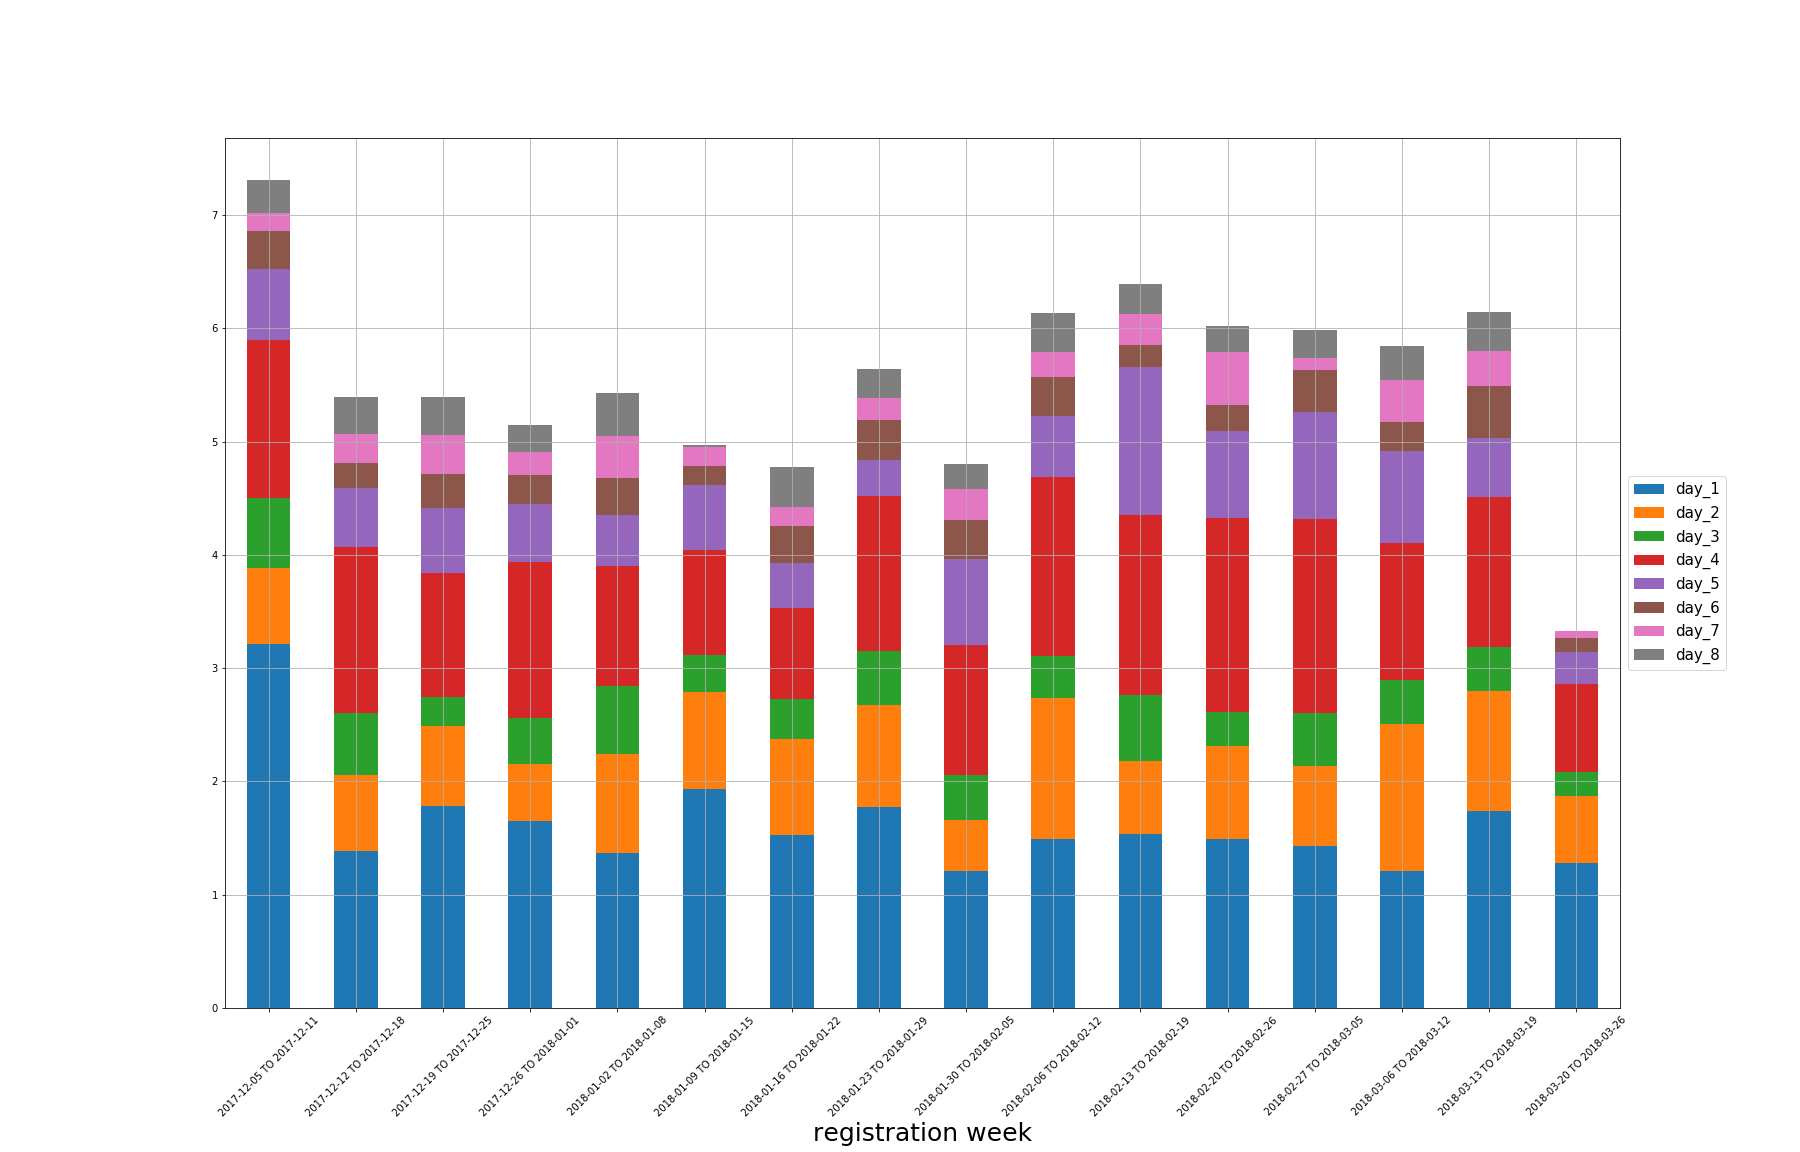 7
6
5
4
3
2
1
0
day_1
day_2
day_3
day_4
day_5
day_6
day_7
day_8
2017-12-05 TO 2017-12-11
2017-12-12 TO 2017-12-18
2017-12-19 TO 2017-12-25
2017-12-26 TO 2018-01-01
2018-01-02 TO 2018-01-08
2018-01-09 TO 2018-01-15
2018-01-16 TO 2018-01-22
2018-01-23 TO 2018-01-29
2018-01-30 TO 2018-02-05
2018-02-06 TO 2018-02-12
2018-02-13 TO 2018-02-19
2018-02-20 TO 2018-02-26
2018-02-27 TO 2018-03-05
2018-03-06 TO 2018-03-12
2018-03-13 TO 2018-03-19
2018-03-20 TO 2018-03-26
registration week